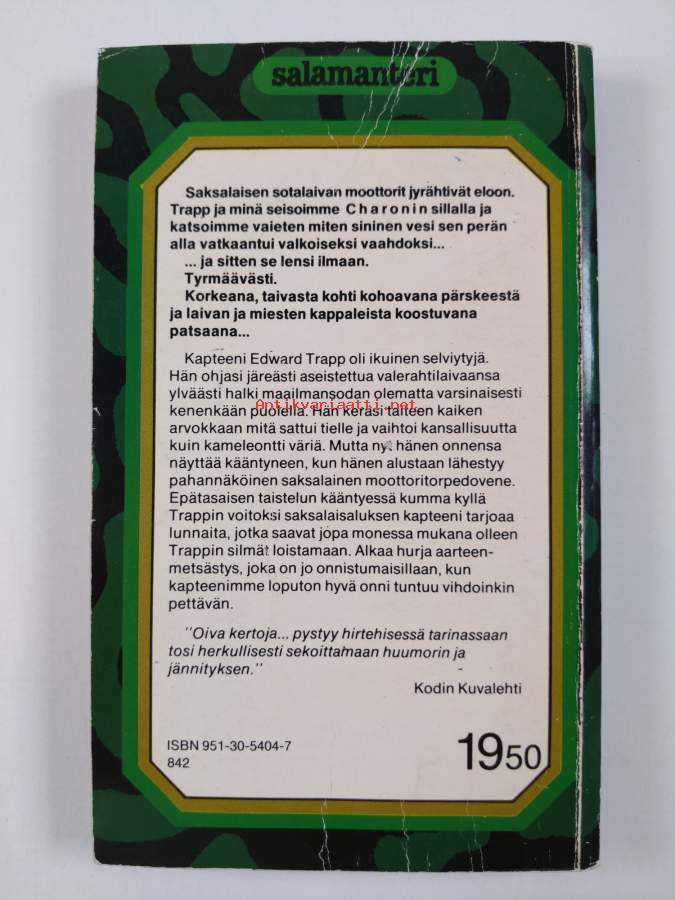 salamanteri
Saksalaisen sotalaivan moottorit jyrähtivät eloon.
Trapp ja minä seisoimme Charonin sillalla ja
katsoimme vaieten miten sininen vesi sen perän
alla vatkaantui valkoiseksi vaahdoksi...
... ja sitten se lensi ilmaan.
Tyrmäävästi.
Korkeana, taivasta kohti kohoavana pärskeestä
ja laivan ja miesten kappaleista koostuvana
patsaana...
Kapteeni Edward Trapp oli ikuinen selviytyjä.
Hän ohjasi järeästi aseistettua valerahtilaivaansa
ylväästi halki maailmansodan olematta varsinaisesti
kenenkään puolella. Hän keräsi talteen kaiken
Antikvariaatti.net
arvokkaan mitä sattui tielle ja vaihtoi kansallisuutta
kuin kameleontti väriä. Mutta nyt hänen onnensa
näyttää kääntyneen, kun hänen alustaan lähestyy
pahannäköinen saksalainen moottoritorpedovene.
Epätasaisen taistelun kääntyessä kumma kyllä
Trappin voitoksi saksalaisaluksen kapteeni tarjoaa
lunnaita, jotka saavat jopa monessa mukana olleen
Trappin silmät loistamaan. Alkaa hurja aarteen-
metsästys, joka on jo onnistumaisillaan, kun
kapteenimme loputon hyvä onni tuntuu vihdoinkin
pettävän.
"Oiva kertoja... pystyy hirtehisessä tarinassaan
tosi herkullisesti sekoittamaan huumorin ja
jännityksen."
Kodin Kuvalehti
ISBN 951-30-5404-7
842
1950